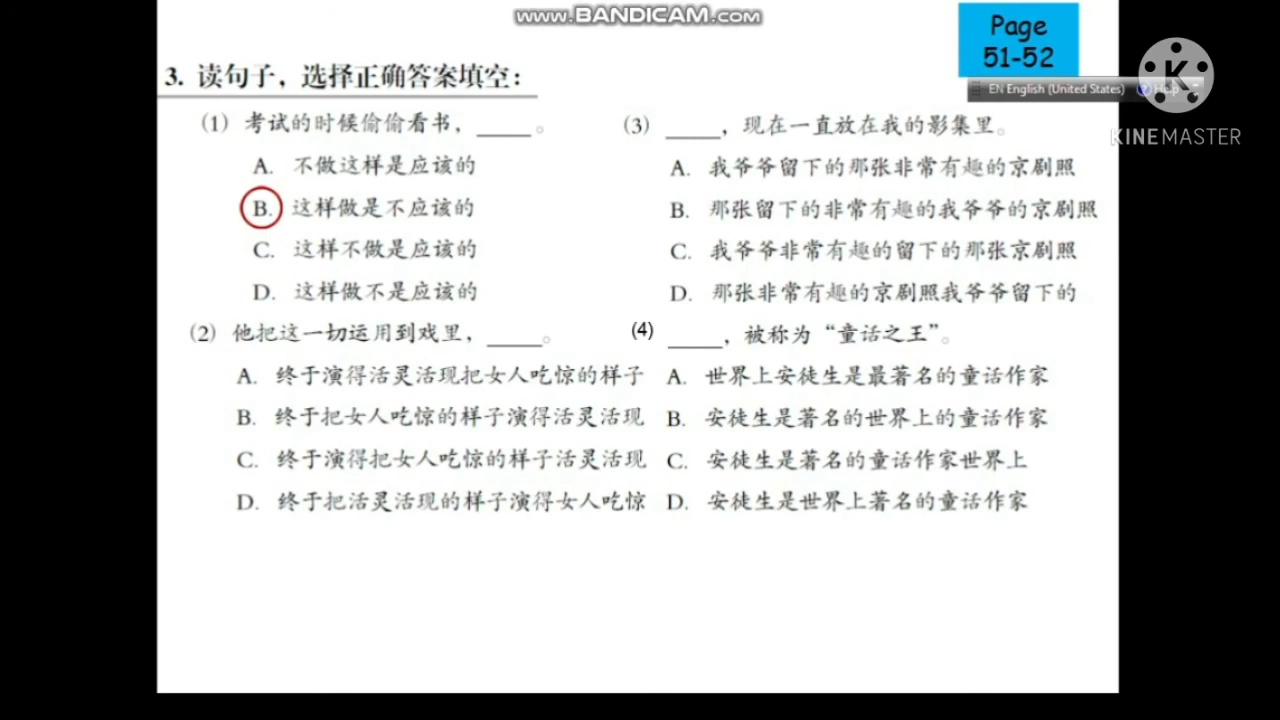 www.BANDICAM.com
Page
51-52
EN English (United States)
Help
KINEMASTER
3. 读句子，选择正确答案填空：
(1) 考试的时候偷偷看书，____。
A. 不做这样是应该的
B. 这样做是不应该的
C. 这样不做是应该的
D. 这样做不是应该的
(2) 他把这一切运用到戏里，____。
A. 终于演得活灵活现把女人吃惊的样子
B. 终于把女人吃惊的样子演得活灵活现
C. 终于演得把女人吃惊的样子活灵活现
D. 终于把活灵活现的样子演得女人吃惊
(3) ____，现在一直放在我的影集里。
A. 我爷爷留下的那张非常有趣的京剧照
B. 那张留下的非常有趣的我爷爷的京剧照
C. 我爷爷非常有趣的留下的那张京剧照
D. 那张非常有趣的京剧照我爷爷留下的
(4) ____，被称为“童话之王”。
A. 世界上安徒生是最著名的童话作家
B. 安徒生是著名的世界上的童话作家
C. 安徒生是著名的童话作家世界上
D. 安徒生是世界上著名的童话作家